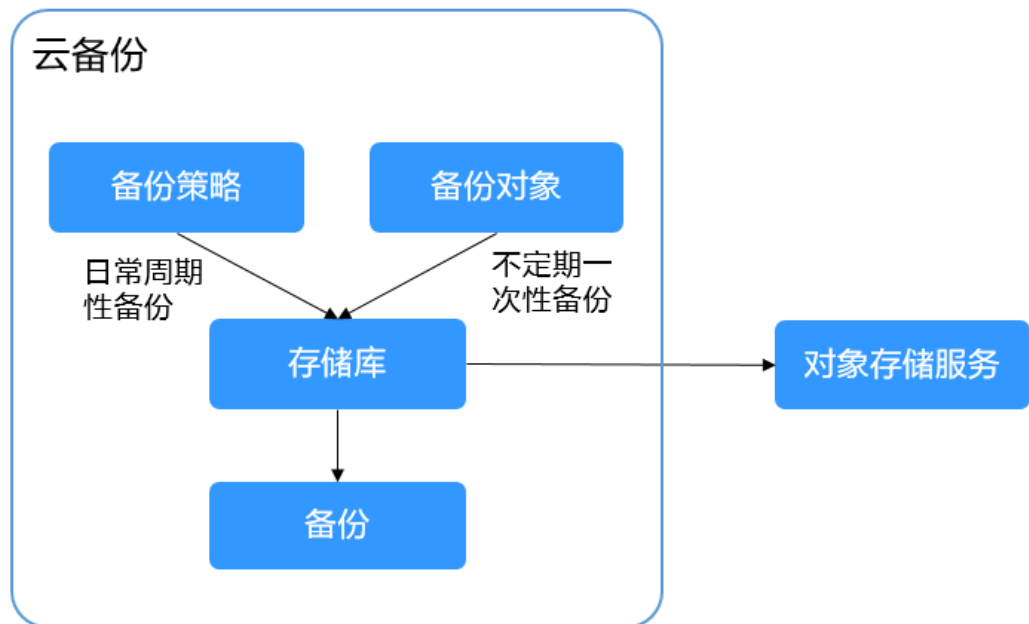 云备份
备份策略
备份对象
日常周期
性备份
不定期一
次性备份
存储库
对象存储服务
备份